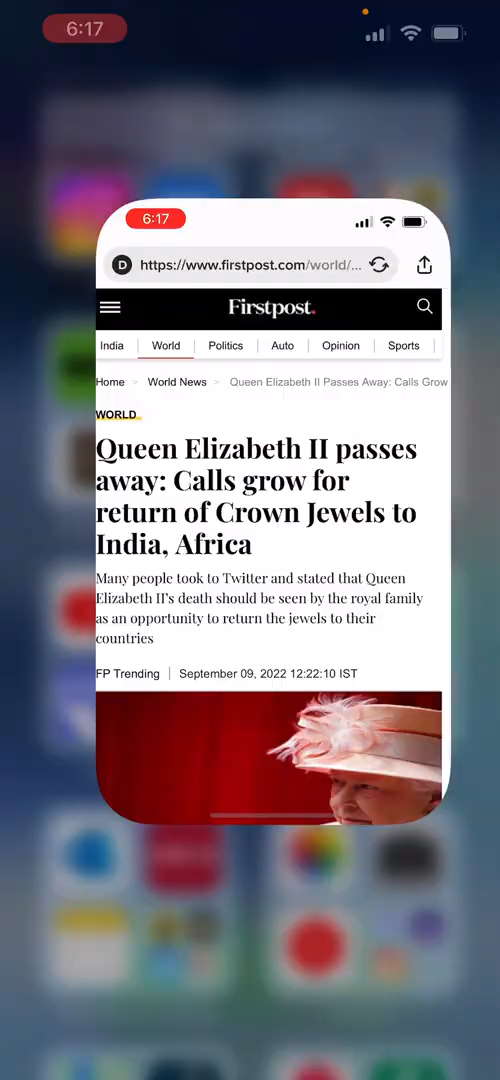 6:17
6:17
D https://www.firstpost.com/world/...
Firstpost.
India World Politics Auto Opinion Sports
Home > World News > Queen Elizabeth II Passes Away: Calls Grow
WORLD
Queen Elizabeth II passes
away: Calls grow for
return of Crown Jewels to
India, Africa
Many people took to Twitter and stated that Queen
Elizabeth II's death should be seen by the royal family
as an opportunity to return the jewels to their
countries
FP Trending | September 09, 2022 12:22:10 IST